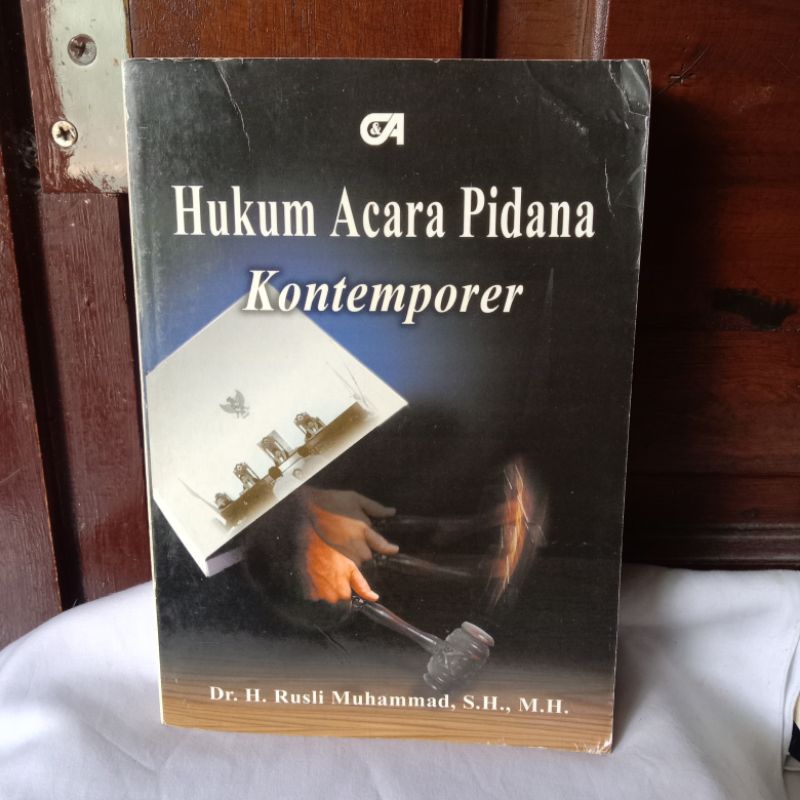 C&A
Hukum Acara Pidana
Kontemporer
Dr. H. Rusli Muhammad, S.H., M.H.